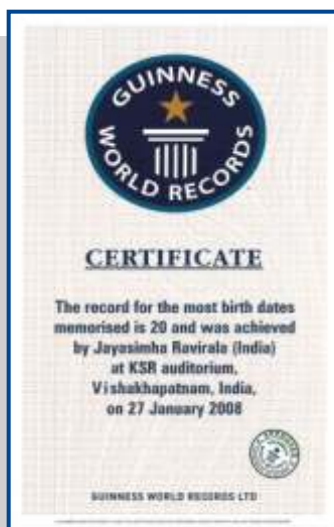 GUINNESS
WORLD RECORDS
CERTIFICATE
The record for the most birth dates
memorised is 20 and was achieved
by Jayasimha Ravirala (India)
at KSR auditorium,
Vishakhapatnam, India,
on 27 January 2008
GUINNESS WORLD RECORDS LTD